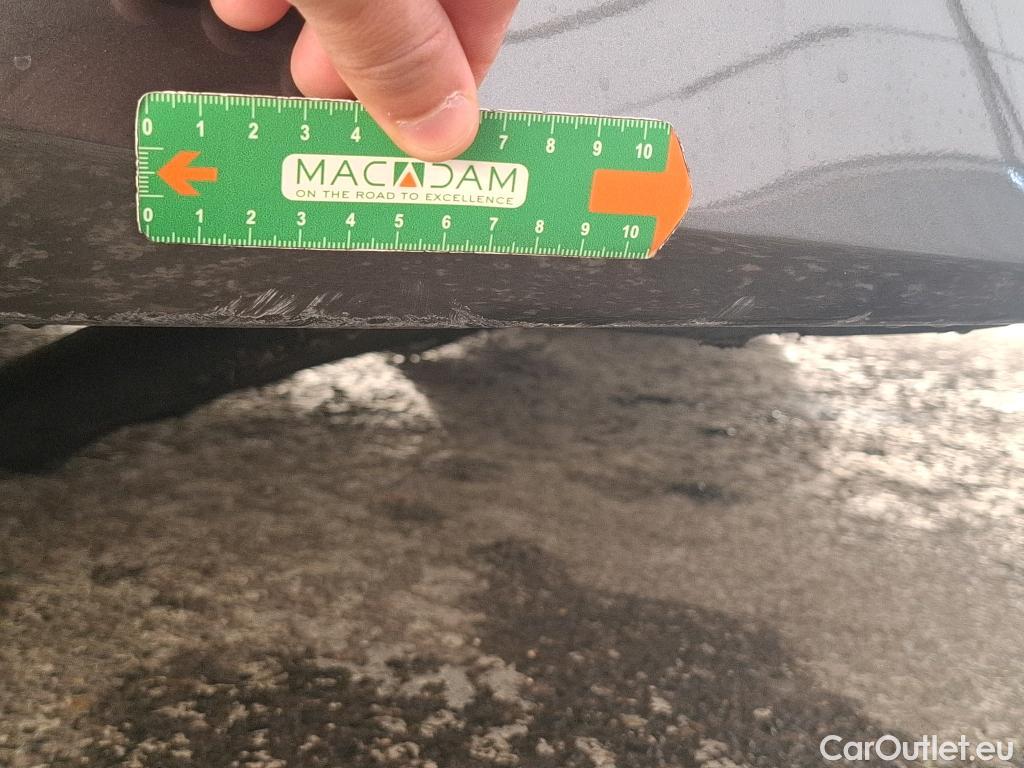 0 1 2 3 4 7 8 9 10
MACADAM
ON THE ROAD TO EXCELLENCE
0 1 2 3 4 5 6 7 8 9 10
CarOutlet.eu